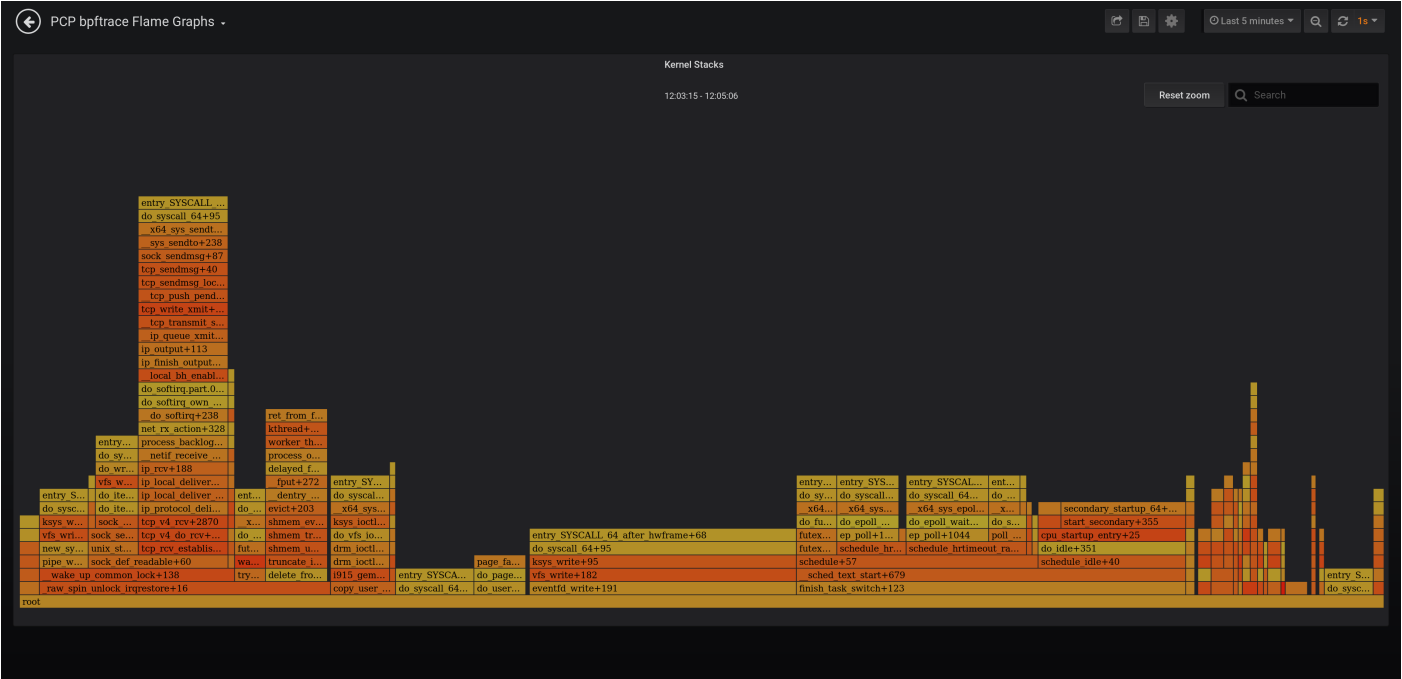 PCP bpftrace Flame Graphs
Last 5 minutes
1s
Kernel Stacks
12:03:15 - 12:05:06
Reset zoom
Search
entry_SYSCALL_...
do_syscall_64+95
__x64_sys_sendt...
__sys_sendto+238
sock_sendmsg+87
tcp_sendmsg+40
tcp_sendmsg_loc...
__tcp_push_pend...
tcp_write_xmit+...
__tcp_transmit_s...
__ip_queue_xmit...
ip_output+113
ip_finish_output...
__local_bh_enabl...
do_softirq.part.0...
do_softirq_own_...
__do_softirq+238 ret_from_f...
net_rx_action+328 kthread+...
entry... process_backlog... worker_th...
do_sy... __netif_receive_... process_o...
do_wr... ip_rcv+188 delayed_f...
vfs_w... ip_local_deliver... __fput+272 entry_SY... entry... entry_SYS... entry_SYSCAL... ent...
entry_S... do_ite... ip_local_deliver... ent... __dentry_... do_syscal... do_sy... do_syscall... do_syscall_64... do_...
do_sysc... do_ite... ip_protocol_deli... do_... evict+203 __x64_sys... __x64... __x64_sys... __x64_sys_epol... __x... secondary_startup_64+...
ksys_w... sock_... tcp_v4_rcv+2870 __x... shmem_ev... ksys_ioctl... do_fu... do_epoll_... do_epoll_wait... do_s... start_secondary+355
vfs_wri... sock_se... tcp_v4_do_rcv+... do_... shmem_tr... do_vfs_io... entry_SYSCALL_64_after_hwframe+68 futex... ep_poll+1... ep_poll+1044 poll_... cpu_startup_entry+25
new_sy... unix_st... tcp_rcv_establis... fut... shmem_u... drm_ioctl... do_syscall_64+95 futex... schedule_hr... schedule_hrtimeout_ra... do_idle+351
pipe_w... sock_def_readable+60 wa... truncate_i... drm_ioctl... page_fa... ksys_write+95 schedule+57 schedule_idle+40
__wake_up_common_lock+138 try... delete_fro... i915_gem... entry_SYSCA... do_page... vfs_write+182 __sched_text_start+679 entry_S...
_raw_spin_unlock_irqrestore+16 copy_user_... do_syscall_64... do_user... eventfd_write+191 finish_task_switch+123 do_sysc...
root